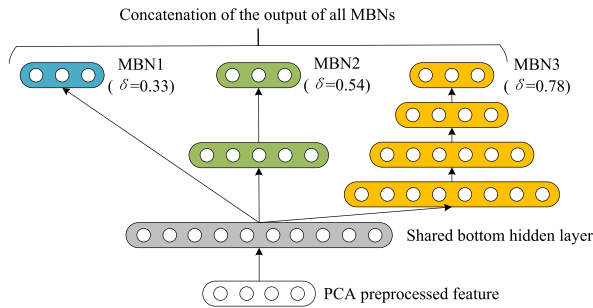 Concatenation of the output of all MBNs
MBN1
( δ=0.33)
MBN2
( δ=0.54)
MBN3
( δ=0.78)
Shared bottom hidden layer
PCA preprocessed feature